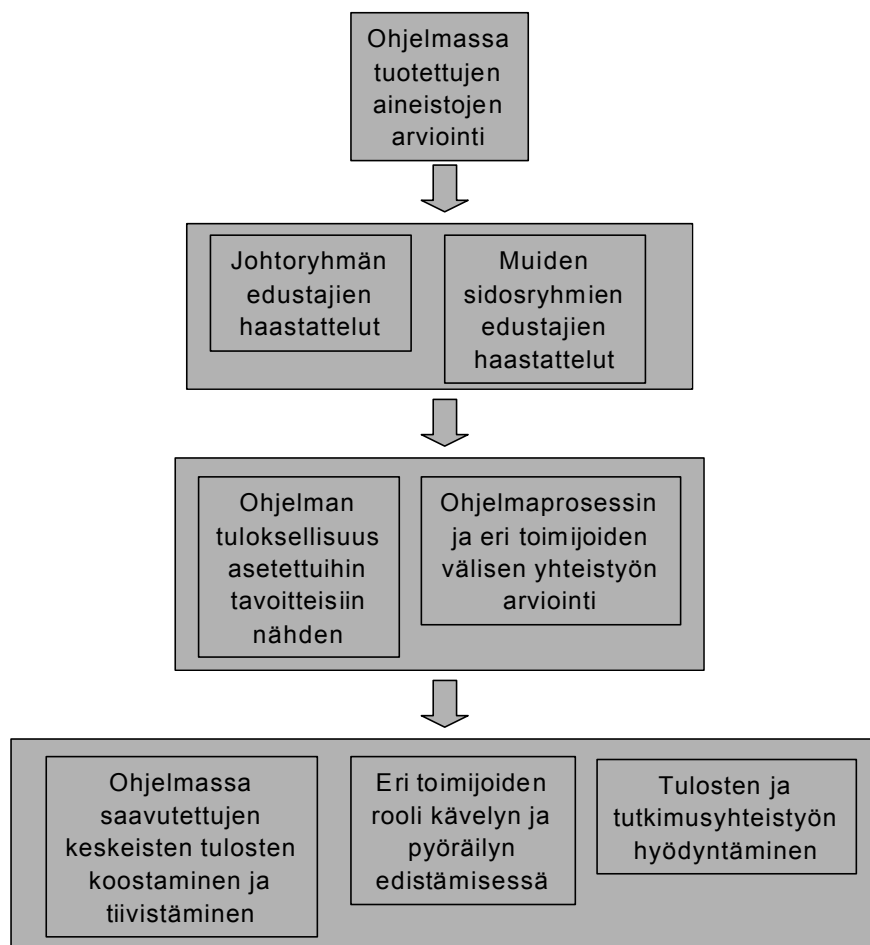 Ohjelmassa
tuotettujen
aineistojen
arviointi
Johtoryhmän
edustajien
haastattelut
Muiden
sidosryhmien
edustajien
haastattelut
Ohjelman
tuloksellisuus
asetettuihin
tavoitteisiin
nähden
Ohjelmaprosessin
ja eri toimijoiden
välisen yhteistyön
arviointi
Ohjelmassa
saavutettujen
keskeisten tulosten
koostaminen ja
tiivistäminen
Eri toimijoiden
rooli kävelyn ja
pyöräilyn
edistämisessä
Tulosten ja
tutkimusyhteistyön
hyödyntäminen